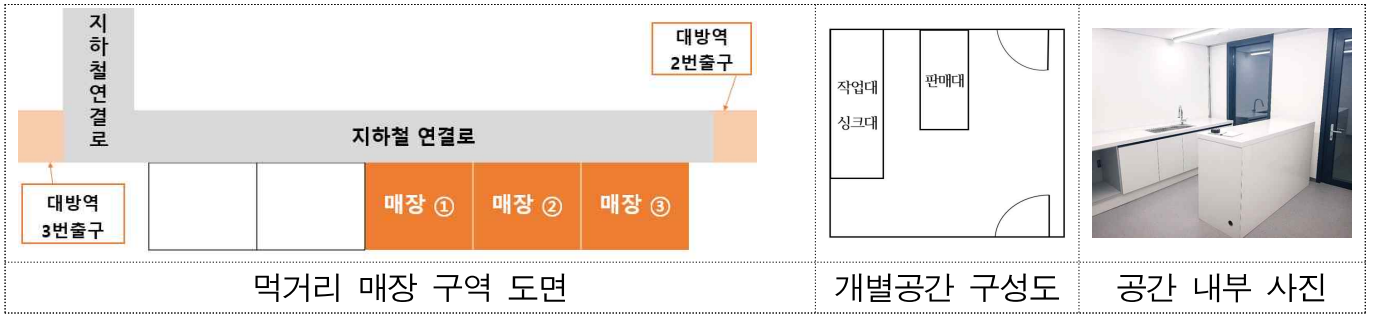 지
하
철
연
결
로
대방역
2번출구
지하철 연결로
대방역
3번출구
매장 ①
매장 ②
매장 ③
작업대
싱크대
판매대
먹거리 매장 구역 도면
개별공간 구성도
공간 내부 사진